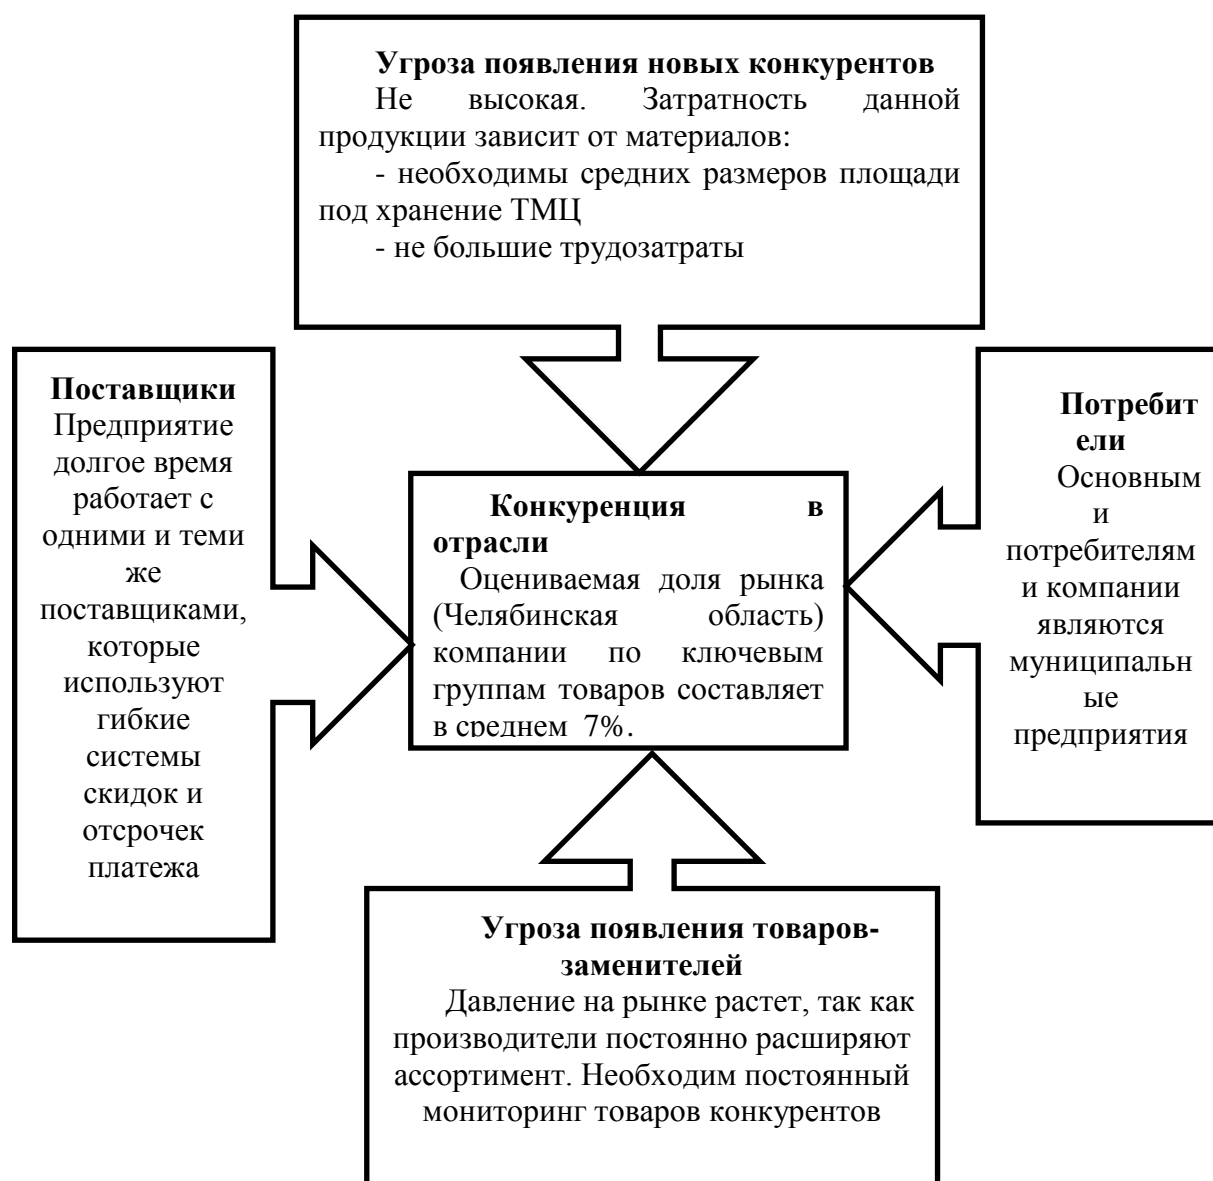 Угроза появления новых конкурентов
Не высокая. Затратность данной
продукции зависит от материалов:
- необходимы средних размеров площади
под хранение ТМЦ
- не большие трудозатраты
Поставщики
Предприятие
долгое время
работает с
одними и теми
же
поставщиками,
которые
используют
гибкие
системы
скидок и
отсрочек
платежа
Конкуренция в
отрасли
Оцениваемая доля рынка
(Челябинская область)
компании по ключевым
группам товаров составляет
в среднем 7%.
Потребит
ели
Основным
и
потребителям
и компании
являются
муниципальн
ые
предприятия
Угроза появления товаров-
заменителей
Давление на рынке растет, так как
производители постоянно расширяют
ассортимент. Необходим постоянный
мониторинг товаров конкурентов